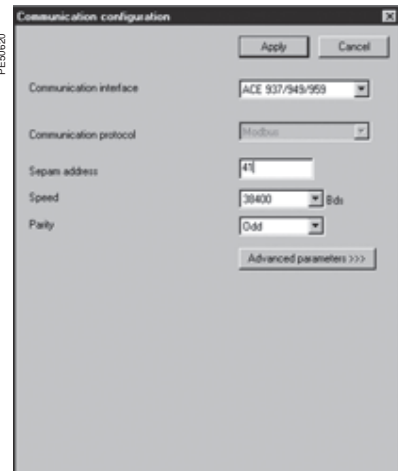 PE50620
Communication configuration
Apply Cancel
Communication interface ACE 937/949/959
Communication protocol Modbus
Sepam address 41
Speed 38400 Bds
Parity Odd
Advanced parameters >>>